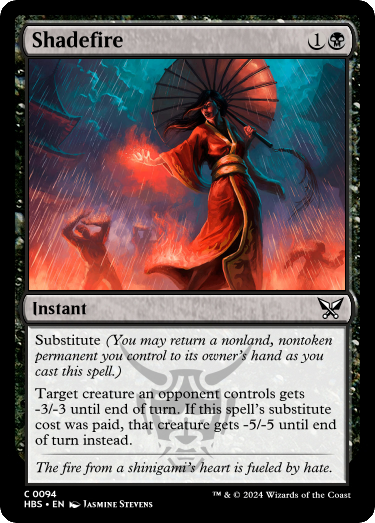 Shadefire 1
Instant
Substitute (You may return a nonland, nontoken
permanent you control to its owner's hand as you
cast this spell.)
Target creature an opponent controls gets
-3/-3 until end of turn. If this spell's substitute
cost was paid, that creature gets -5/-5 until end
of turn instead.
The fire from a shinigami's heart is fueled by hate.
C 0094
HBS • EN Jasmine Stevens
™ & © 2024 Wizards of the Coast